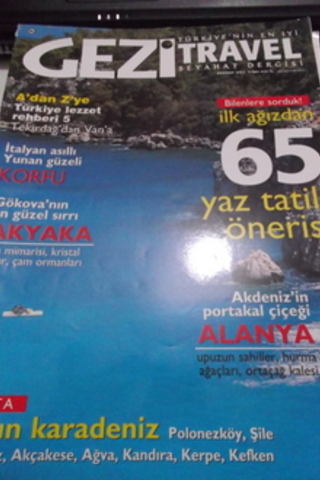 GEZİ
TÜRKİYE'NİN EN İYİ
TRAVEL
SEYAHAT DERGİSİ
A'dan Z'ye
Türkiye lezzet
rehberi 5
Tekirdağ'dan Van'a
Bilenlere sorduk!
ilk ağızdan
65
yaz tatil
öneris
İtalyan asıllı
Yunan güzeli
KORFU
Gökova'nın
n güzel sırrı
AKYAKA
mimarisi, kristal
r, çam ormanları
Akdeniz'in
portakal çiçeği
ALANYA
upuzun sahiller, hurma
ağaçları, ortaçağ kalesi
TA
ın karadeniz Polonezköy, Şile
z, Akçakese, Ağva, Kandıra, Kerpe, Kefken